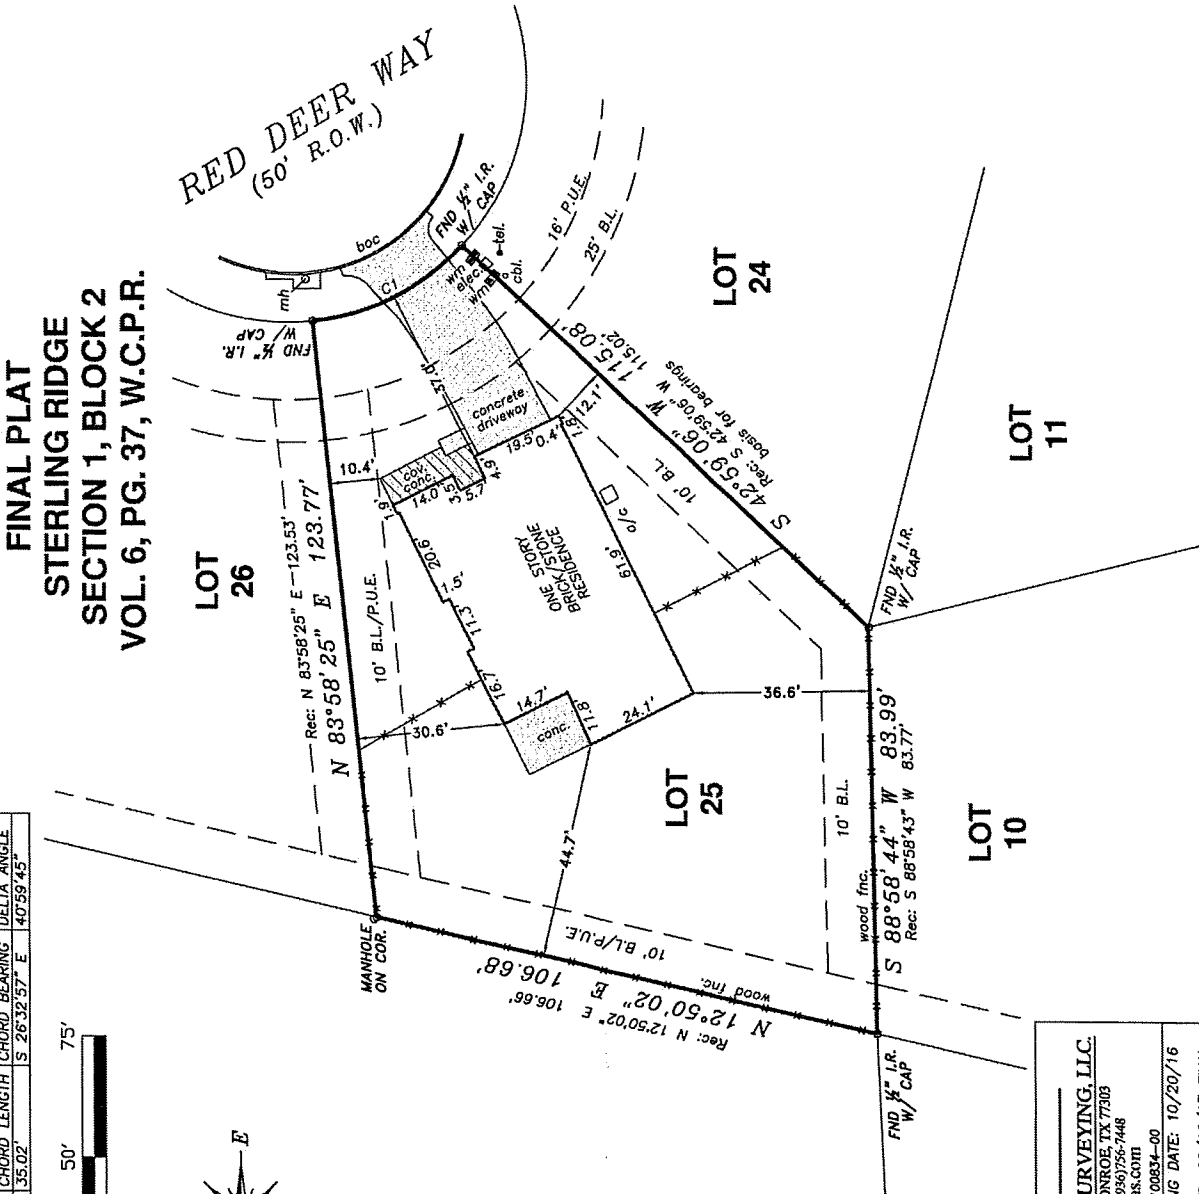 FINAL PLAT
STERLING RIDGE
SECTION 1, BLOCK 2
VOL. 6, PG. 37, W.C.P.R.
RED DEER WAY
(50' R.O.W.)
boc
mh
C1
FND ½" I.R.
W/ CAP
FND ½" I.R.
W/ CAP
wm
elec.
wm
tel.
cbl.
16' P.U.E.
25' B.L.
LOT
24
LOT
26
LOT
11
LOT
25
LOT
10
Rec: N 83°58'25" E 123.53'
N 83°58'25" E 123.77'
10' B.L./P.U.E.
115.08'
115.02'
S 42°59'06" W
Rec: S 42°59'06" W
basis for bearings
10' B.L.
concrete
driveway
37.0'
19.5'
0.4'
1.8'
12.1'
10.4'
cov.
conc.
1.9'
14.0'
3.5'
5.7'
4.9'
20.6'
1.5'
11.3'
16.7'
14.7'
11.8'
24.1'
61.9'
a/c
ONE STORY
BRICK/STONE
RESIDENCE
conc.
30.6'
36.6'
44.7'
FND ½" I.R.
W/ CAP
10' B.L.
wood fnc.
S 88°58'44" W 83.99'
Rec: S 88°58'43" W 83.77'
MANHOLE
ON COR.
10' B.L/P.U.E.
wood fnc.
N 12°50'02" E 106.68'
Rec: N 12°50'02" E 106.66'
FND ½" I.R.
W/ CAP
CHORD LENGTH CHORD BEARING DELTA ANGLE
35.02' S 26°32'57" E 40°59'45"
50' 75'
E
URVEYING, LLC.
NROE, TX 77303
936)756-7448
s.com
00834-00
G DATE: 10/20/16